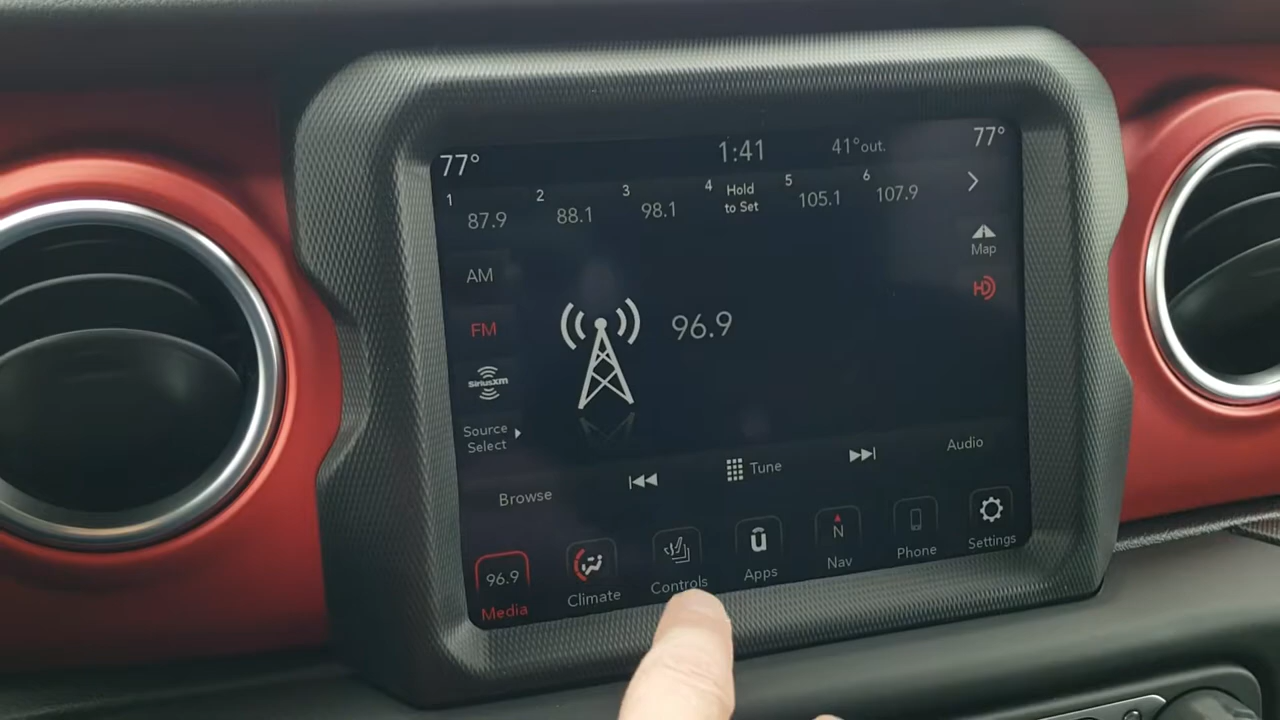 77°
1:41
41°out.
77°
1
87.9
2
88.1
3
98.1
4
Hold
to Set
5
105.1
6
107.9
AM
Map
FM
HD
96.9
SiriusXM
Source
Select
Browse
Tune
Audio
96.9
Media
Climate
Controls
û
Apps
N
Nav
Phone
Settings